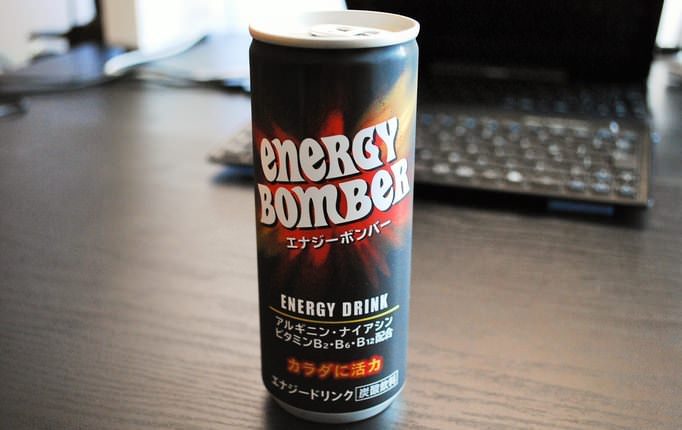 eneRGY
BOmBeR
エナジーボンバー
ENERGY DRINK
アルギニン・ナイアシン
ビタミンB2・B6・B12配合
カラダに活力
エナジードリンク 炭酸飲料